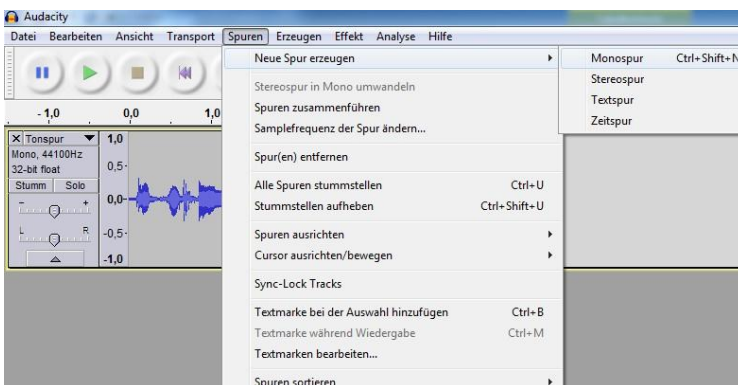 Audacity
Datei Bearbeiten Ansicht Transport Spuren Erzeugen Effekt Analyse Hilfe
Neue Spur erzeugen
Monospur Ctrl+Shift+N
Stereospur
Textspur
Zeitspur
Stereospur in Mono umwandeln
Spuren zusammenführen
Samplefrequenz der Spur ändern...
Spur(en) entfernen
Alle Spuren stummstellen Ctrl+U
Stummstellen aufheben Ctrl+Shift+U
Spuren ausrichten
Cursor ausrichten/bewegen
Sync-Lock Tracks
Textmarke bei der Auswahl hinzufügen Ctrl+B
Textmarke während Wiedergabe Ctrl+M
Textmarken bearbeiten...
Spuren sortieren
-1,0 0,0 1,0
X Tonspur
Mono, 44100Hz
32-bit float
Stumm Solo
- +
L R
1,0
0,5-
0,0-
-0,5-
-1,0